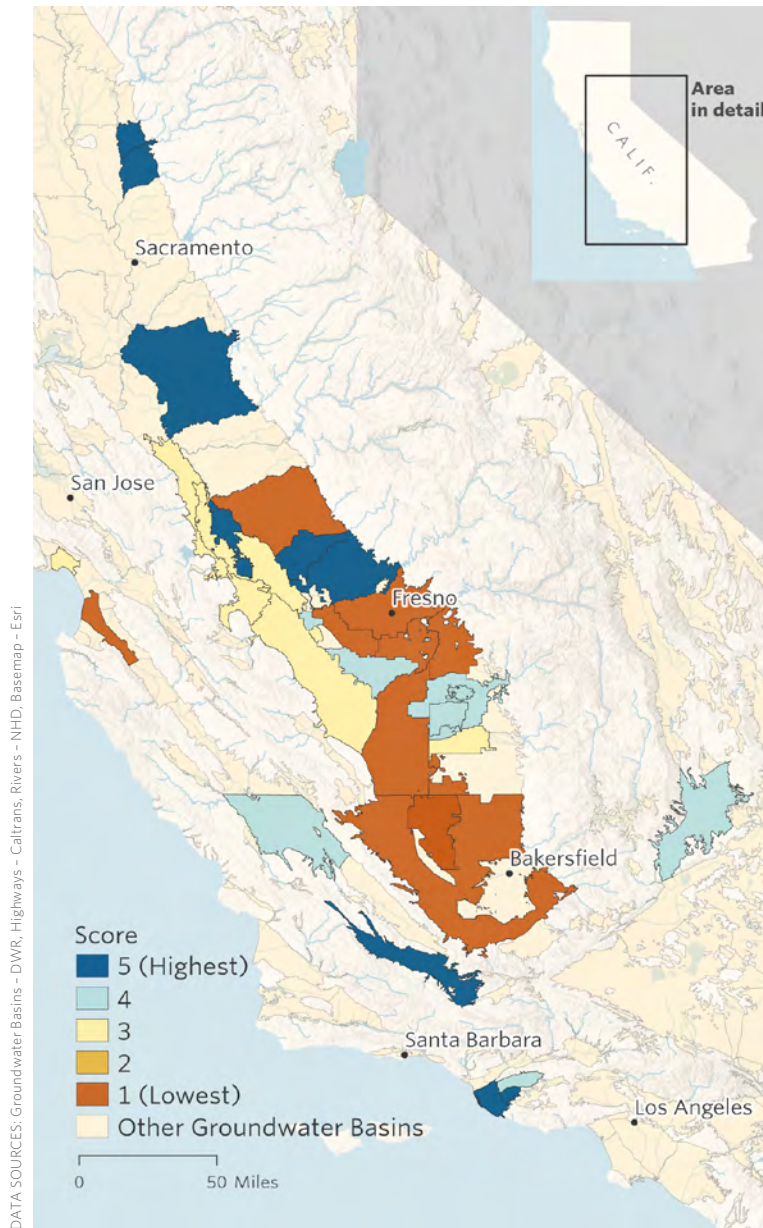 Area
in detail
CALIF.
Sacramento
San Jose
Fresno
Bakersfield
Score
5 (Highest)
4
3
2
1 (Lowest)
Other Groundwater Basins
Santa Barbara
Los Angeles
0 50 Miles
DATA SOURCES: Groundwater Basins – DWR, Highways – Caltrans, Rivers – NHD, Basemap – Esri